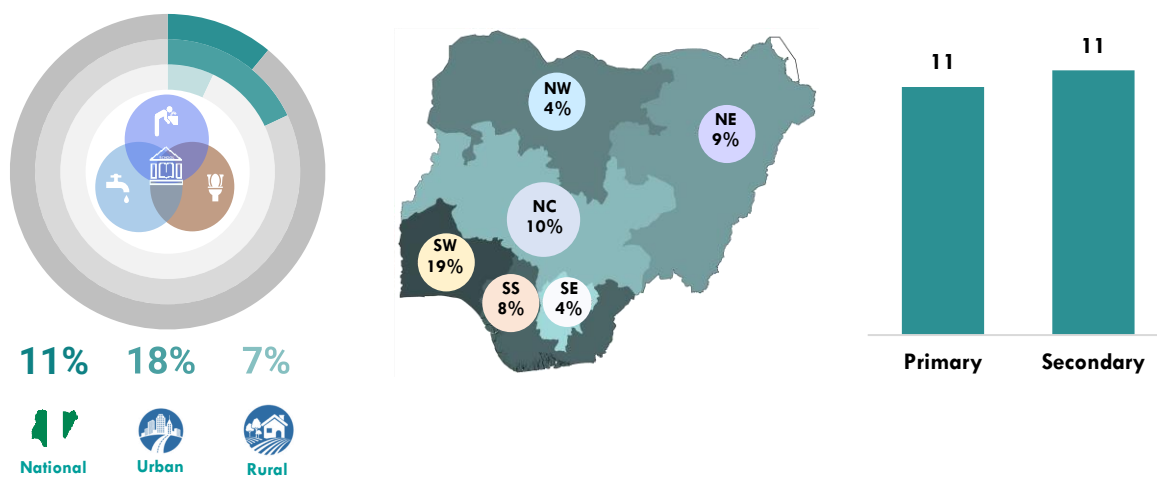 11%
18%
7%
National
Urban
Rural
NW
4%
NE
9%
NC
10%
SW
19%
SS
8%
SE
4%
11
11
Primary
Secondary